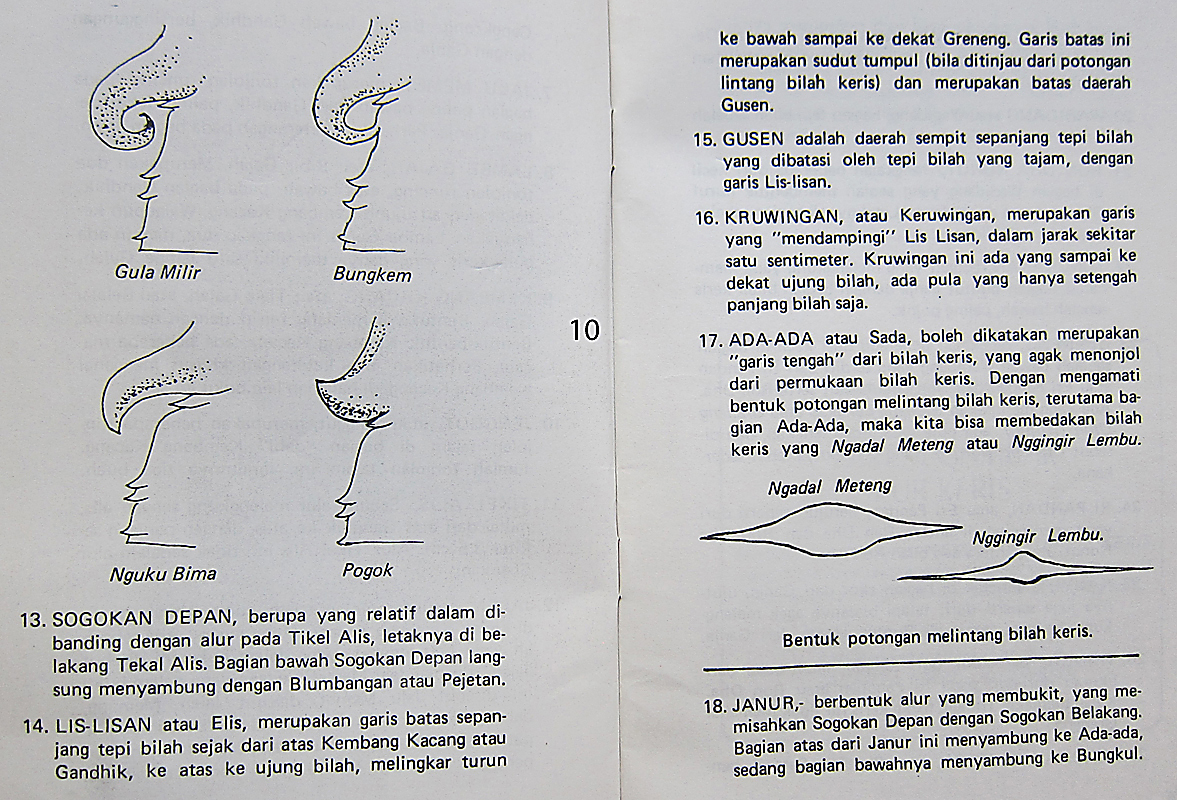 Gula Milir
Bungkem
Nguku Bima
Pogok
13. SOGOKAN DEPAN, berupa yang relatif dalam di-
banding dengan alur pada Tikel Alis, letaknya di be-
lakang Tekal Alis. Bagian bawah Sogokan Depan lang-
sung menyambung dengan Blumbangan atau Pejetan.
14. LIS-LISAN atau Elis, merupakan garis batas sepan-
jang tepi bilah sejak dari atas Kembang Kacang atau
Gandhik, ke atas ke ujung bilah, melingkar turun
10
ke bawah sampai ke dekat Greneng. Garis batas ini
merupakan sudut tumpul (bila ditinjau dari potongan
lintang bilah keris) dan merupakan batas daerah
Gusen.
15. GUSEN adalah daerah sempit sepanjang tepi bilah
yang dibatasi oleh tepi bilah yang tajam, dengan
garis Lis-lisan.
16. KRUWINGAN, atau Keruwingan, merupakan garis
yang "mendampingi" Lis Lisan, dalam jarak sekitar
satu sentimeter. Kruwingan ini ada yang sampai ke
dekat ujung bilah, ada pula yang hanya setengah
panjang bilah saja.
17. ADA-ADA atau Sada, boleh dikatakan merupakan
"garis tengah" dari bilah keris, yang agak menonjol
dari permukaan bilah keris. Dengan mengamati
bentuk potongan melintang bilah keris, terutama ba-
gian Ada-Ada, maka kita bisa membedakan bilah
keris yang Ngadal Meteng atau Nggingir Lembu.
Ngadal Meteng
Nggingir Lembu.
Bentuk potongan melintang bilah keris.
18. JANUR,- berbentuk alur yang membukit, yang me-
misahkan Sogokan Depan dengan Sogokan Belakang.
Bagian atas dari Janur ini menyambung ke Ada-ada,
sedang bagian bawahnya menyambung ke Bungkul.